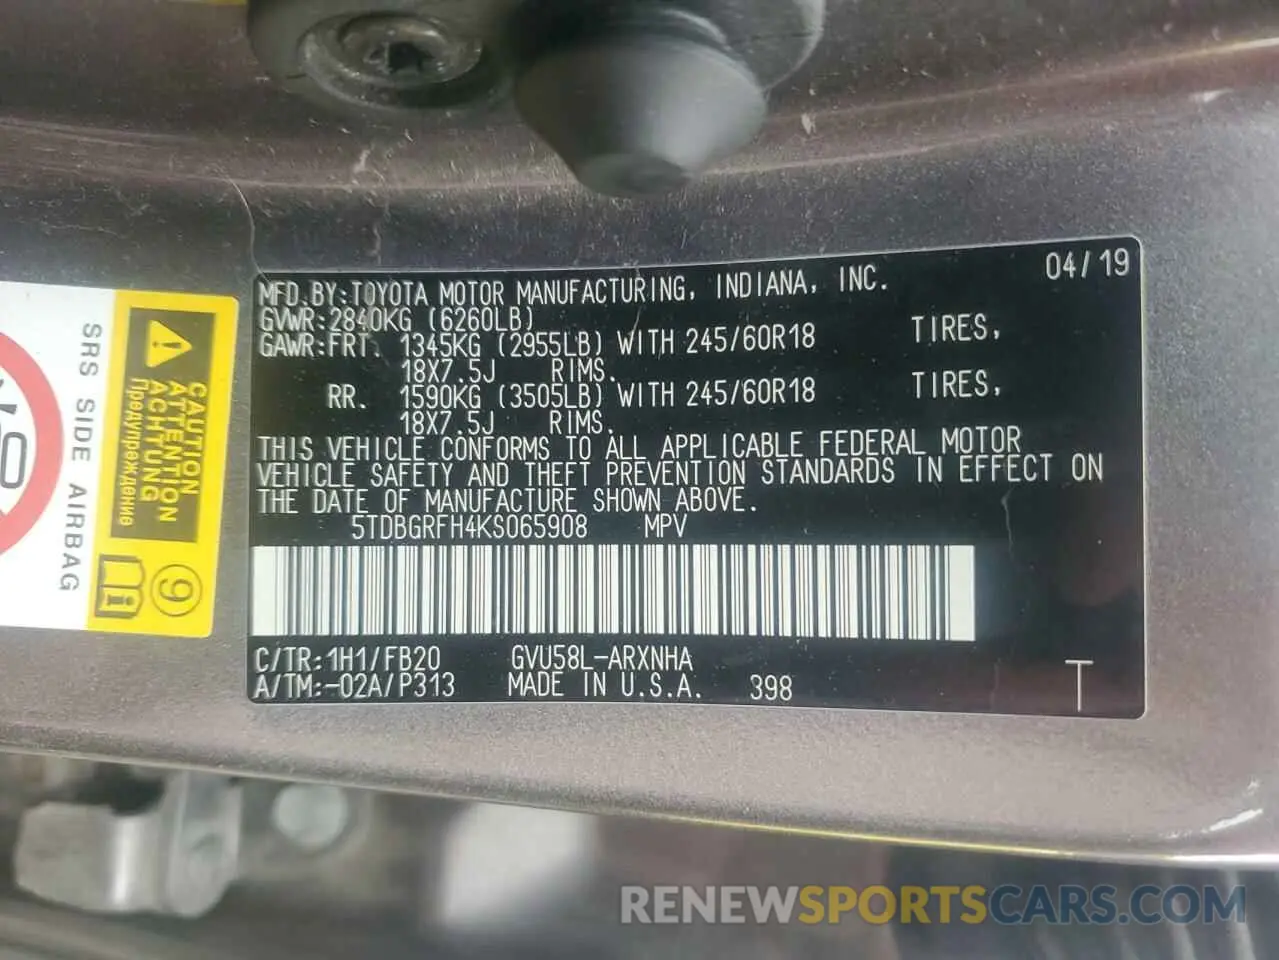 04/19
MFD.BY:TOYOTA MOTOR MANUFACTURING, INDIANA, INC.
GVWR:2840KG (6260LB)
GAWR:FRT. 1345KG (2955LB) WITH 245/60R18 TIRES,
18X7.5J RIMS.
RR. 1590KG (3505LB) WITH 245/60R18 TIRES,
18X7.5J RIMS.
THIS VEHICLE CONFORMS TO ALL APPLICABLE FEDERAL MOTOR
VEHICLE SAFETY AND THEFT PREVENTION STANDARDS IN EFFECT ON
THE DATE OF MANUFACTURE SHOWN ABOVE.
5TDBGRFH4KS065908 MPV
C/TR:1H1/FB20 GVU58L-ARXNHA
A/TM:-02A/P313 MADE IN U.S.A. 398
T
SRS SIDE AIRBAG
CAUTION
ATTENTION
ACHTUNG
Предупреждение
9
i
RENEWSPORTSCARS.COM